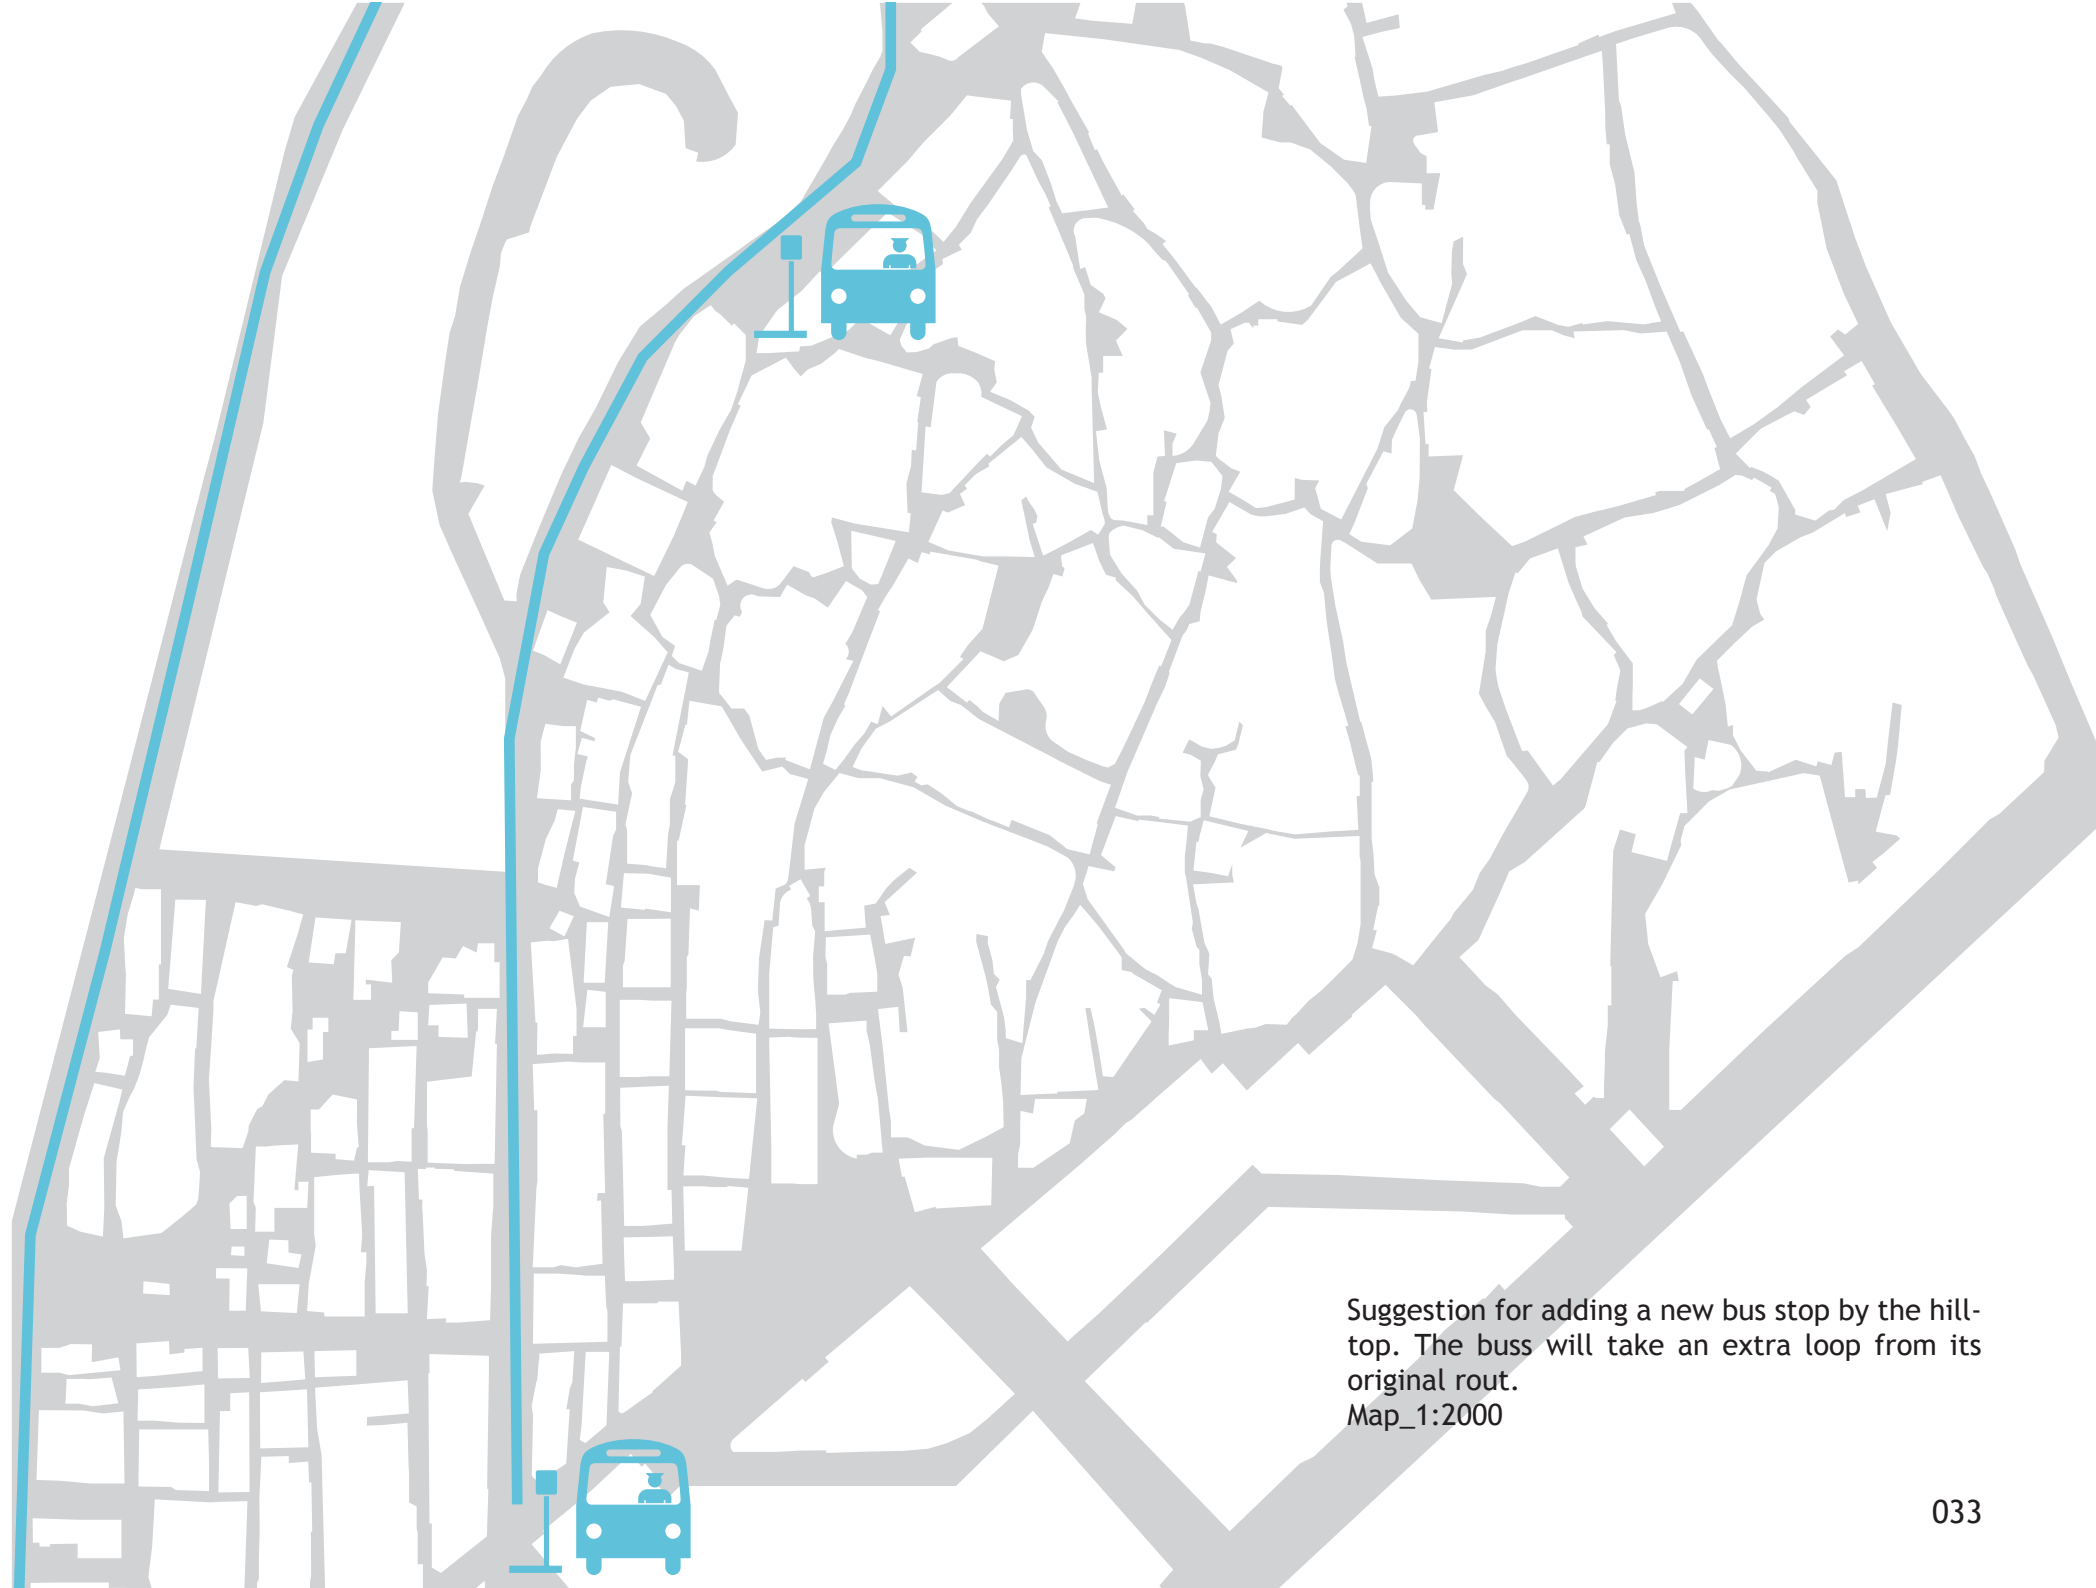 Suggestion for adding a new bus stop by the hill-
top. The buss will take an extra loop from its
original rout.
Map_1:2000
033